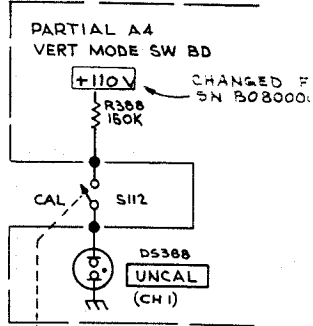 PARTIAL A4
VERT MODE SW BD
+110V
CHANGED
SN B08000
R388
150K
CAL
S112
DS388
UNCAL
(CH 1)